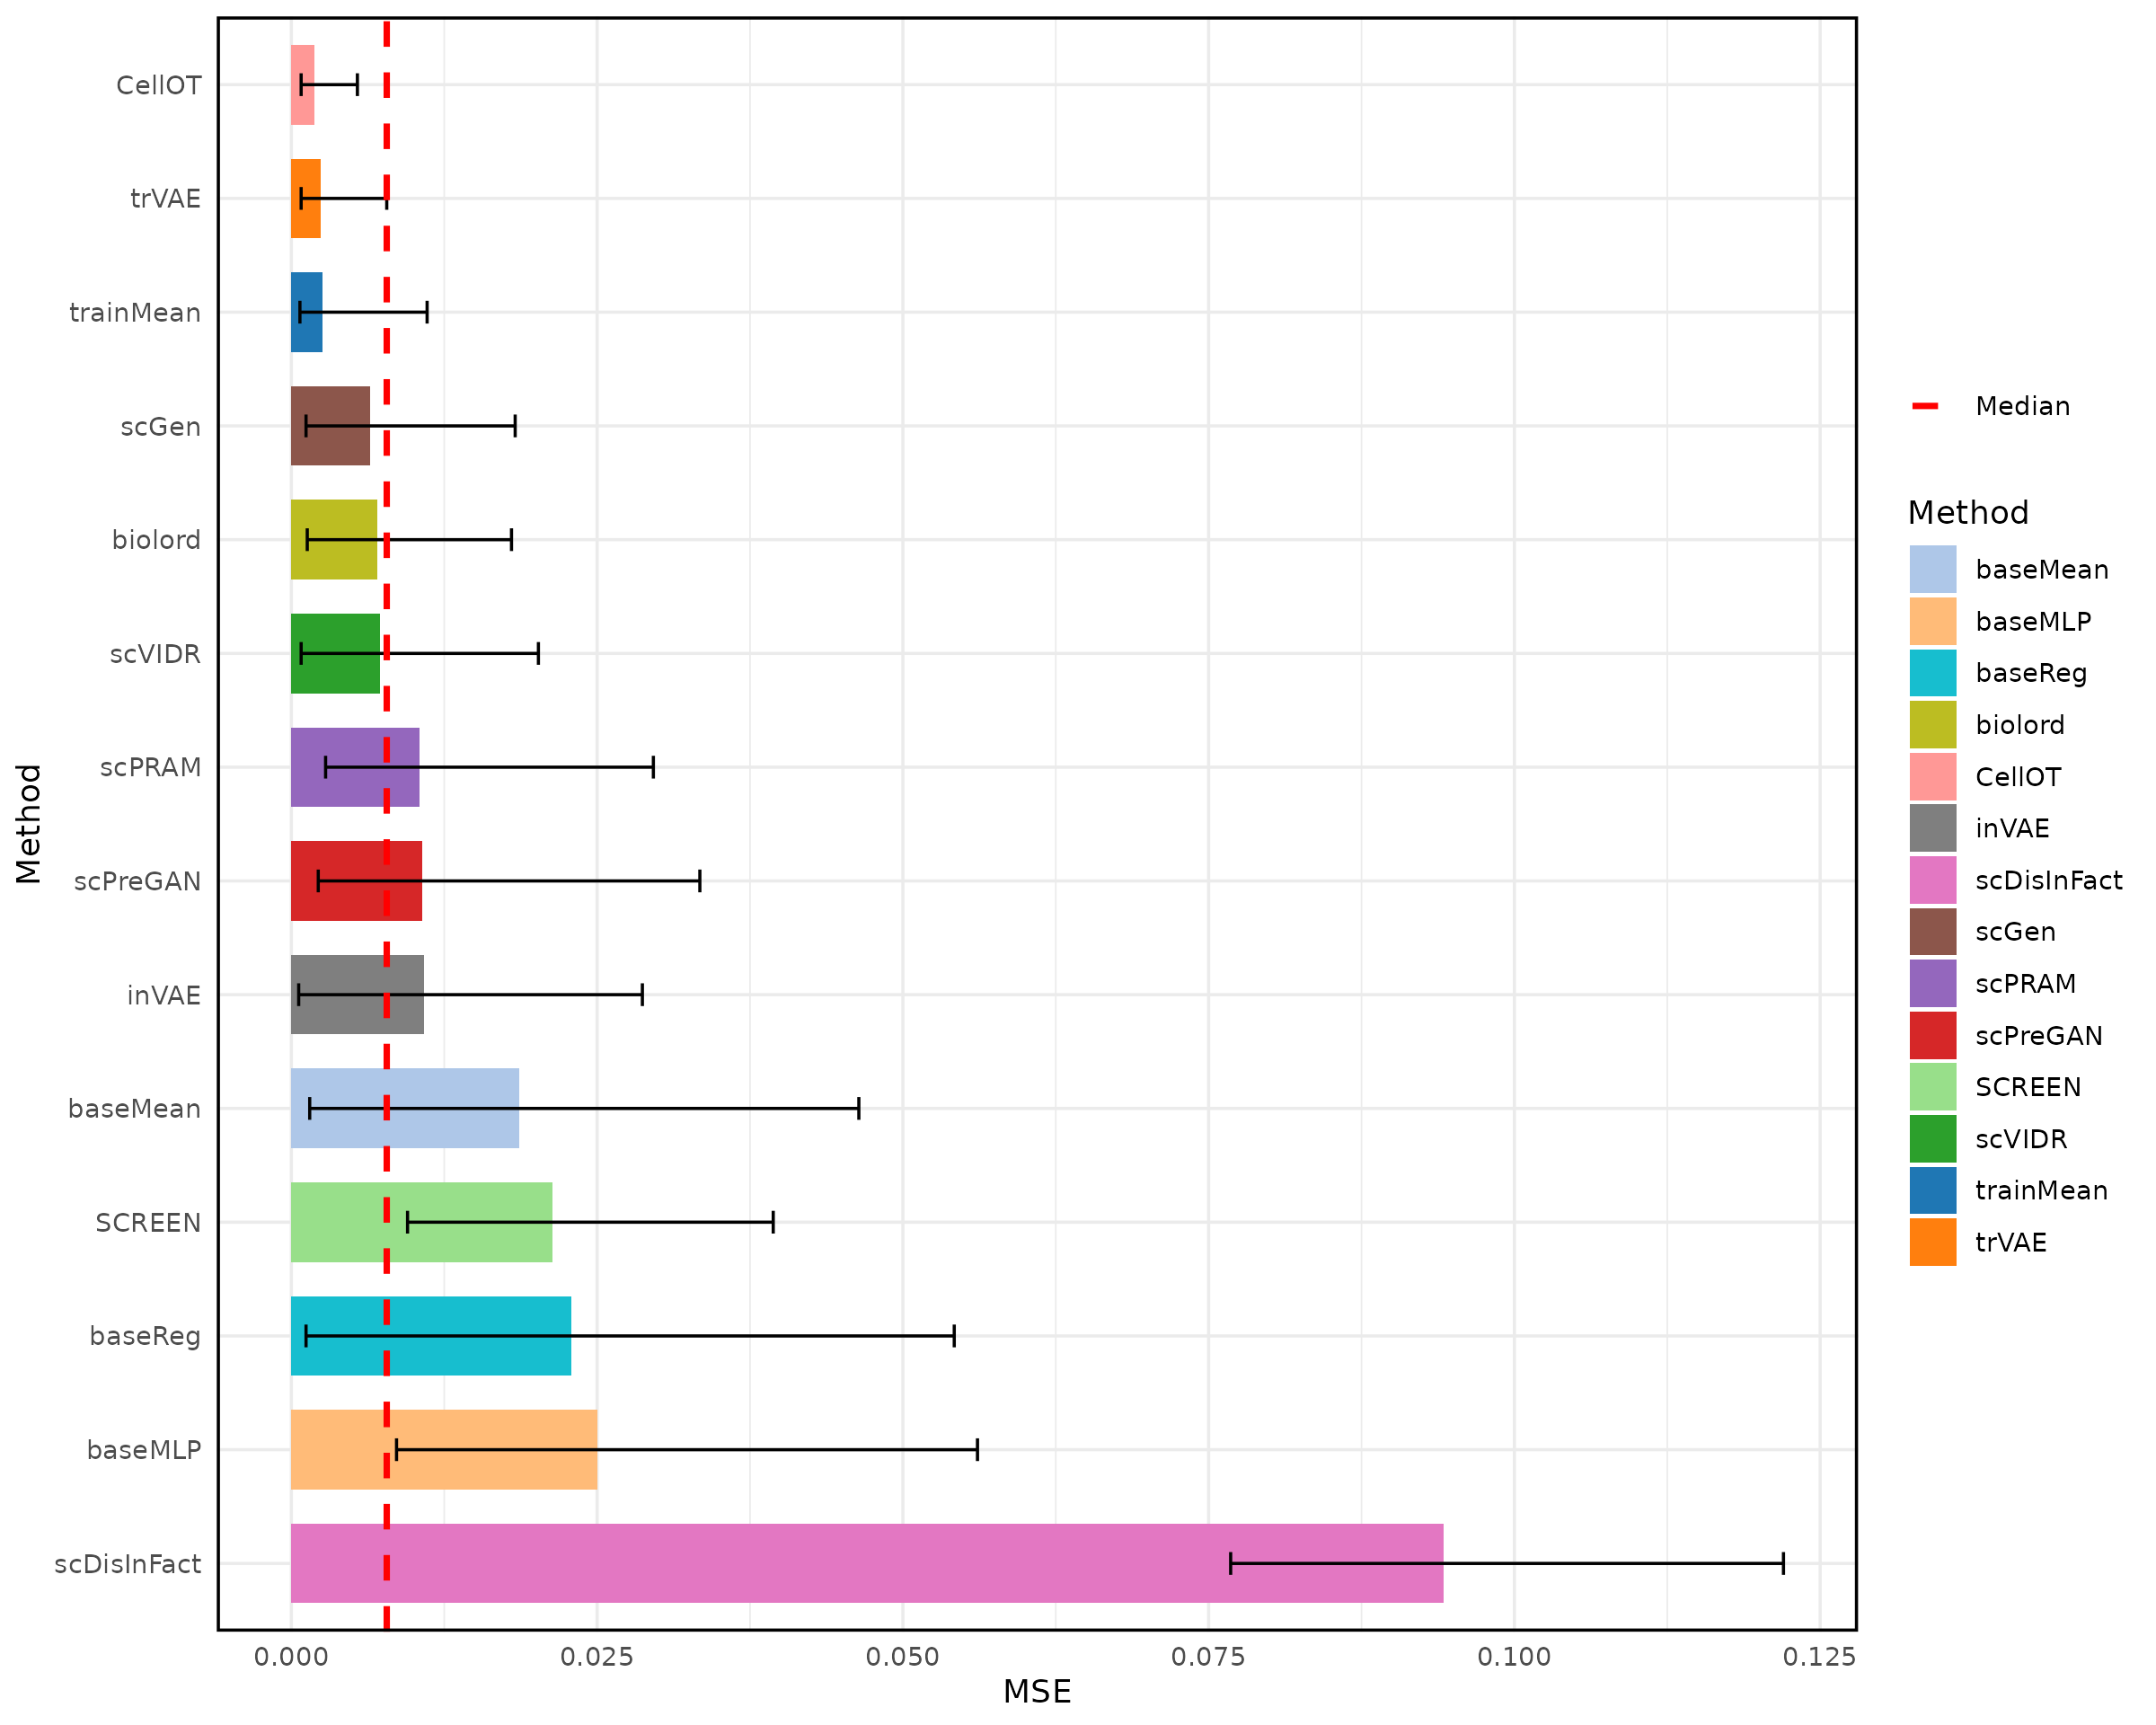 CellOT
trVAE
trainMean
scGen
biolord
scVIDR
scPRAM
scPreGAN
inVAE
baseMean
SCREEN
baseReg
baseMLP
scDisInFact
Method
0.000
0.025
0.050
0.075
0.100
0.125
MSE
Median
Method
baseMean
baseMLP
baseReg
biolord
CellOT
inVAE
scDisInFact
scGen
scPRAM
scPreGAN
SCREEN
scVIDR
trainMean
trVAE